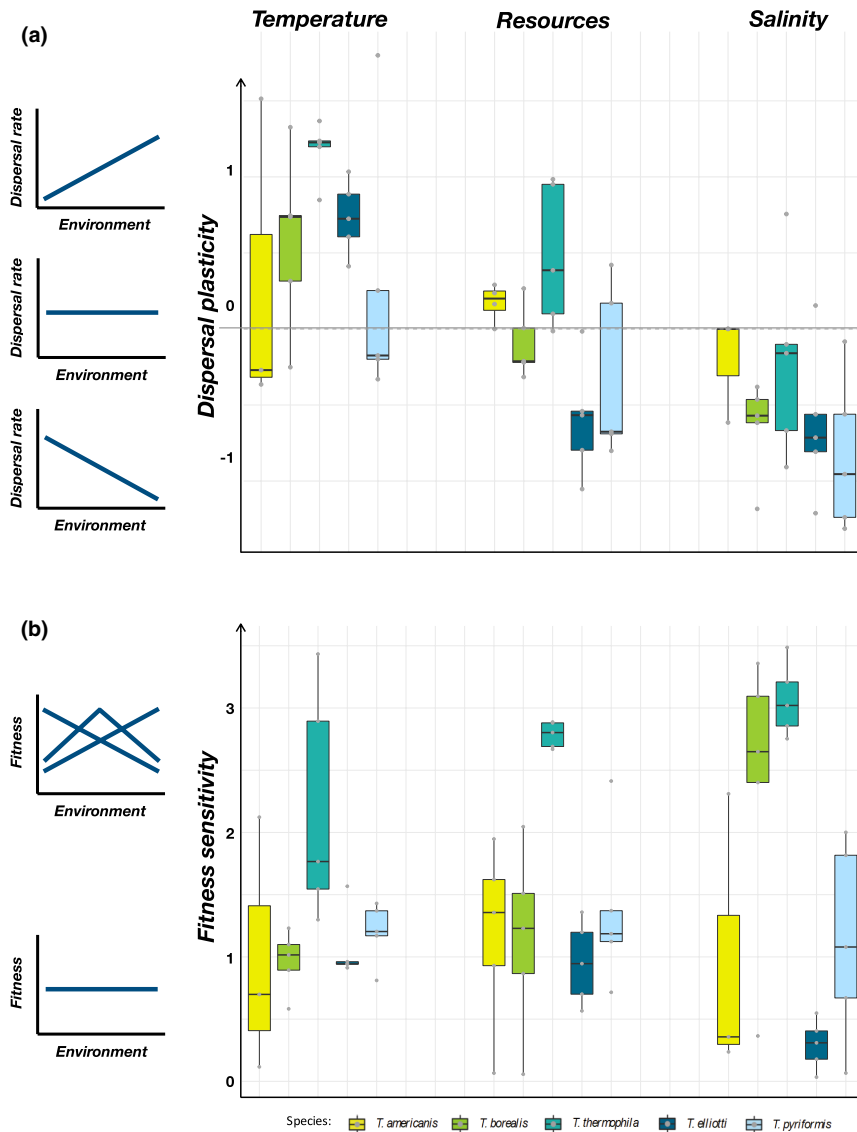 Temperature Resources Salinity
(a)
Dispersal rate
Environment
Dispersal rate
Environment
Dispersal rate
Environment
Dispersal plasticity
1
0
-1
(b)
Fitness
Environment
Fitness
Environment
Fitness sensitivity
3
2
1
0
Species: T. americanis T. borealis T. thermophila T. elliotti T. pyriformis